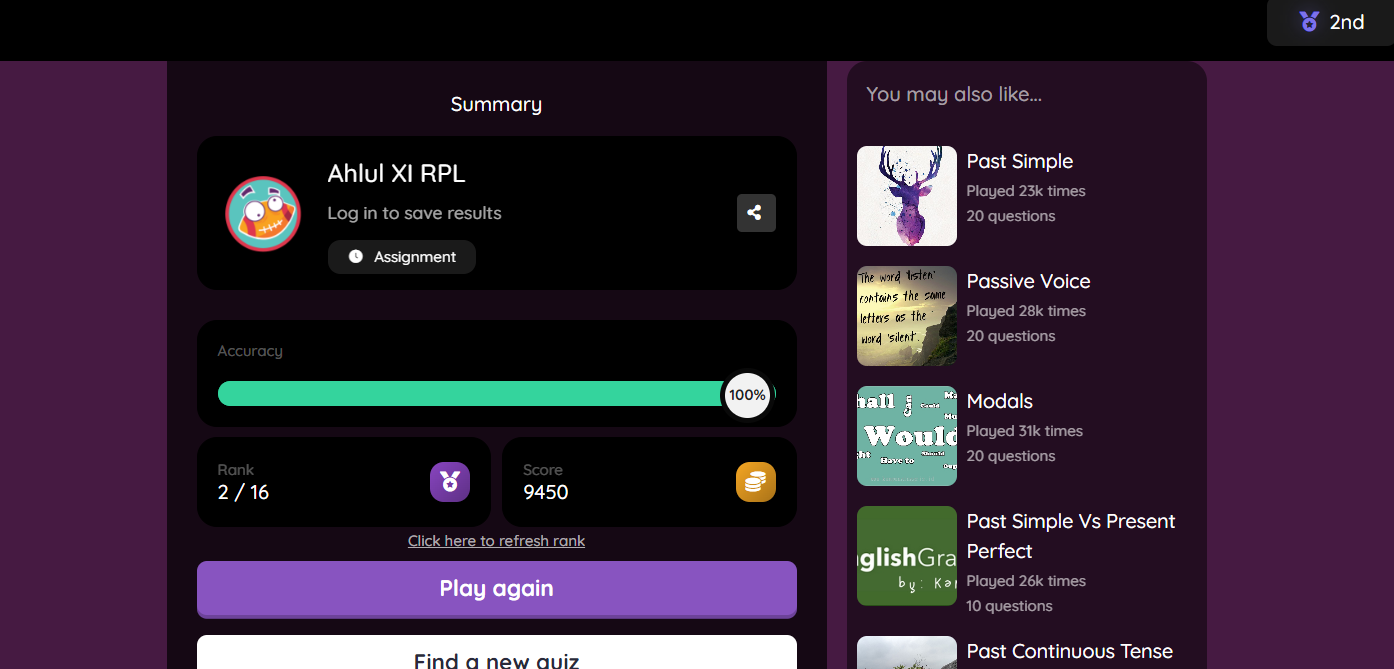 2nd
Summary
Ahlul XI RPL
Log in to save results
Assignment
Accuracy
100%
Rank
2 / 16
Score
9450
Click here to refresh rank
Play again
Find a new quiz
You may also like...
Past Simple
Played 23k times
20 questions
The word 'listen'
contains the same
letters as the
word 'silent'.
Passive Voice
Played 28k times
20 questions
hall
Could
Would
Have to
Should
Modals
Played 31k times
20 questions
glishGra
by: Kar
Past Simple Vs Present
Perfect
Played 26k times
10 questions
Past Continuous Tense